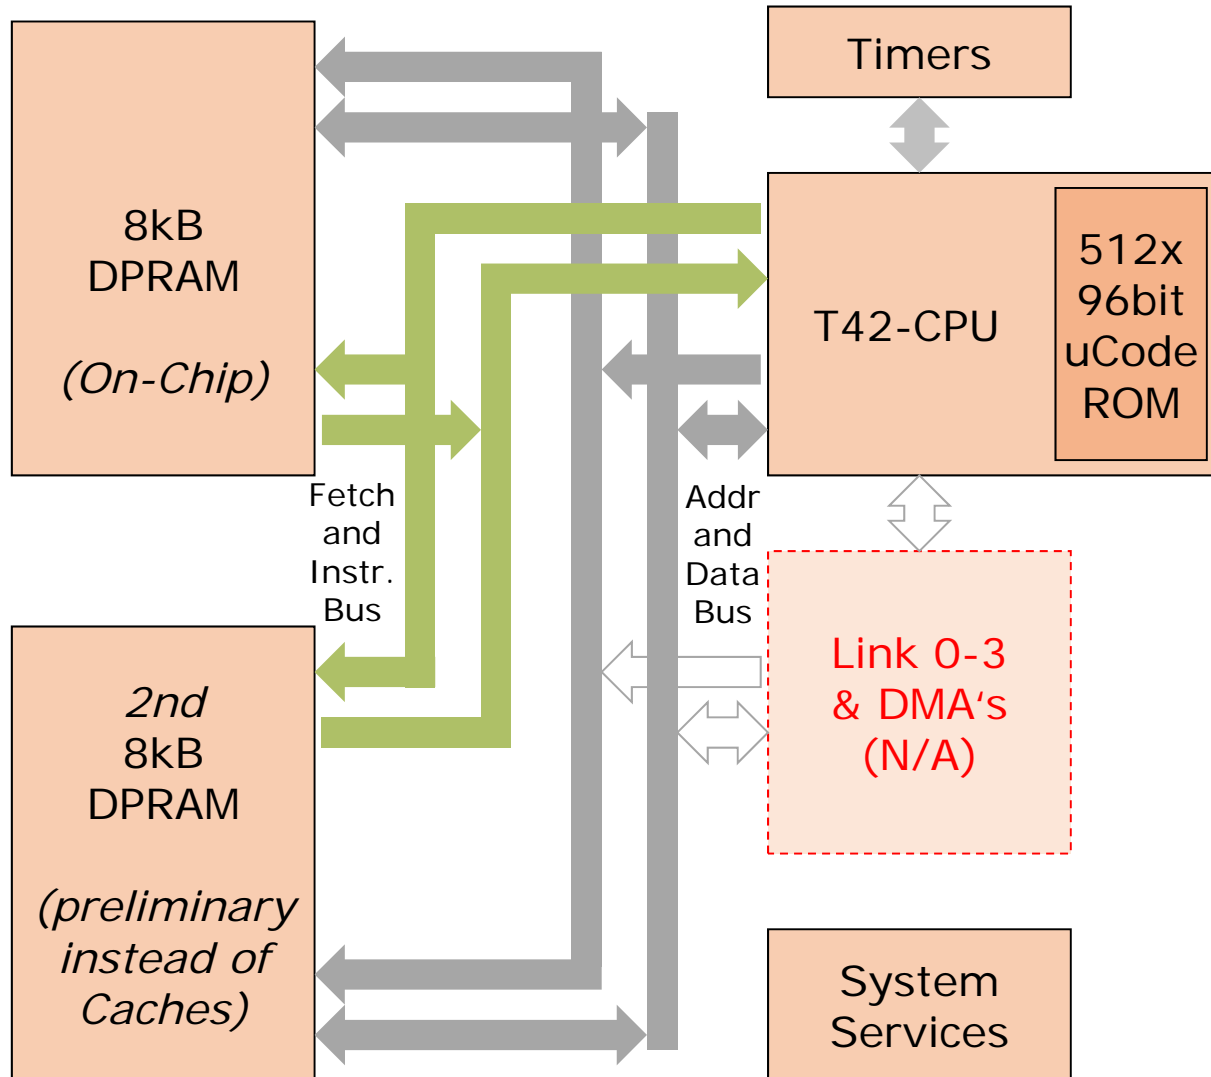 8kB
DPRAM
(On-Chip)
Timers
T42-CPU
512x
96bit
uCode
ROM
Fetch
and
Instr.
Bus
Addr
and
Data
Bus
2nd
8kB
DPRAM
(preliminary
instead of
Caches)
Link 0-3
& DMA‘s
(N/A)
System
Services